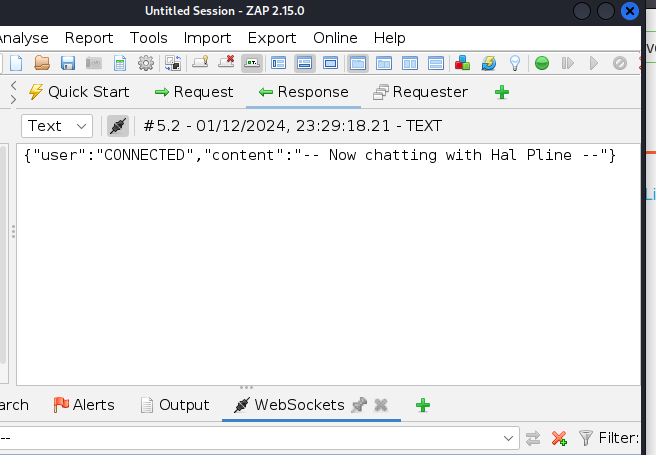 Untitled Session - ZAP 2.15.0
Analyse Report Tools Import Export Online Help
Quick Start Request Response Requester
Text #5.2 - 01/12/2024, 23:29:18.21 - TEXT
{"user":"CONNECTED","content":"-- Now chatting with Hal Pline --"}
arch Alerts Output WebSockets
-- Filter:
Li